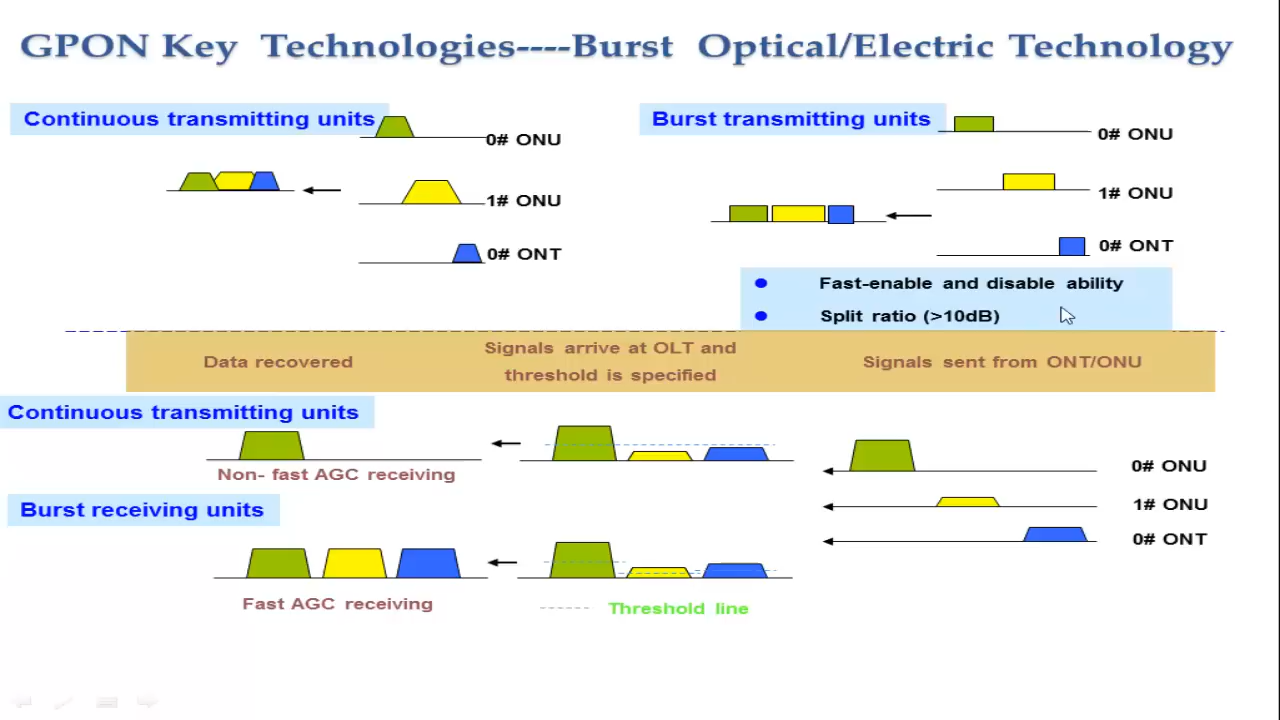 GPON Key Technologies----Burst Optical/Electric Technology
Continuous transmitting units
0# ONU
1# ONU
0# ONT
Burst transmitting units
0# ONU
1# ONU
0# ONT
Fast-enable and disable ability
Split ratio (>10dB)
Data recovered
Signals arrive at OLT and
threshold is specified
Signals sent from ONT/ONU
Continuous transmitting units
Non- fast AGC receiving
0# ONU
1# ONU
0# ONT
Burst receiving units
Fast AGC receiving
Threshold line